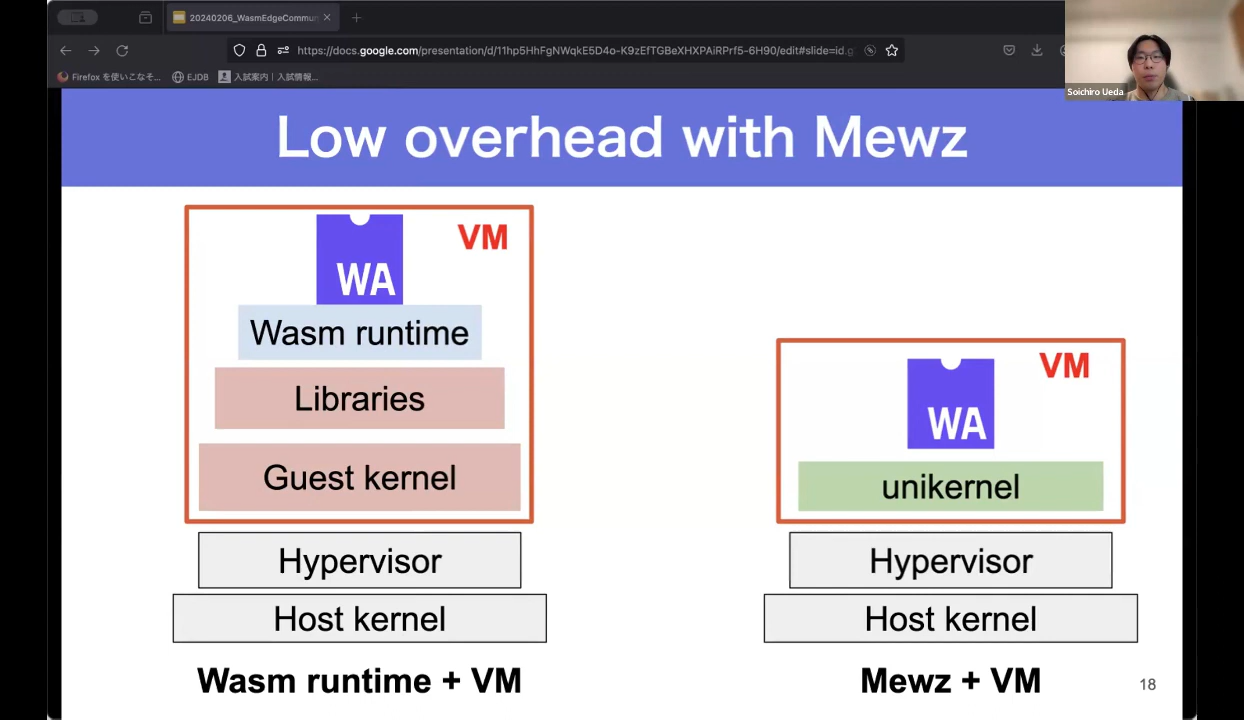 20240206_WasmEdgeCommun
https://docs.google.com/presentation/d/11hp5HhFgNWqkE5D4o-K9zEfTGBeXHXPAiRPrf5-6H90/edit#slide=id.g
Firefox を使いこなそ...
EJDB
入試案内 | 入試情報...
Soichiro Ueda
Low overhead with Mewz
VM
WA
Wasm runtime
Libraries
Guest kernel
Hypervisor
Host kernel
Wasm runtime + VM
VM
WA
unikernel
Hypervisor
Host kernel
Mewz + VM
18